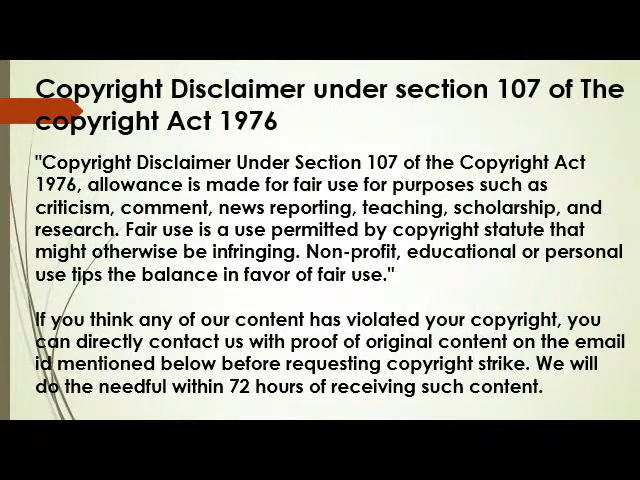 Copyright Disclaimer under section 107 of The
copyright Act 1976
"Copyright Disclaimer Under Section 107 of the Copyright Act
1976, allowance is made for fair use for purposes such as
criticism, comment, news reporting, teaching, scholarship, and
research. Fair use is a use permitted by copyright statute that
might otherwise be infringing. Non-profit, educational or personal
use tips the balance in favor of fair use."
If you think any of our content has violated your copyright, you
can directly contact us with proof of original content on the email
id mentioned below before requesting copyright strike. We will
do the needful within 72 hours of receiving such content.